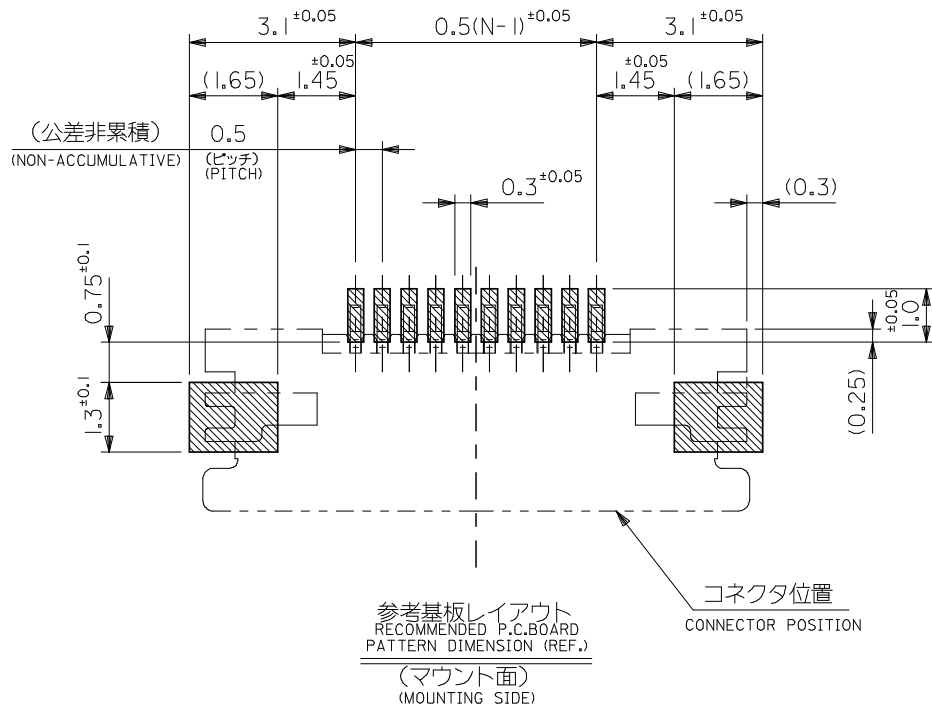 3.1±0.05
0.5(N-1)±0.05
3.1±0.05
(1.65)
1.45±0.05
1.45±0.05
(1.65)
(公差非累積)
(NON-ACCUMULATIVE)
0.5
(ピッチ)
(PITCH)
0.3±0.05
(0.3)
0.75±0.1
1.3±0.1
1.0±0.05
(0.25)
コネクタ位置
CONNECTOR POSITION
参考基板レイアウト
RECOMMENDED P.C.BOARD
PATTERN DIMENSION (REF.)
(マウント面)
(MOUNTING SIDE)